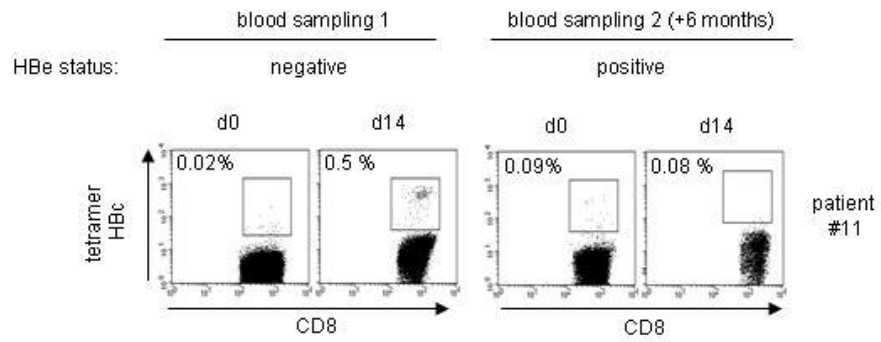 blood sampling 1
blood sampling 2 (+6 months)
HBe status:
negative
positive
d0
d14
d0
d14
0.02%
0.5 %
0.09%
0.08 %
tetramer
HBc
patient
#11
CD8
CD8